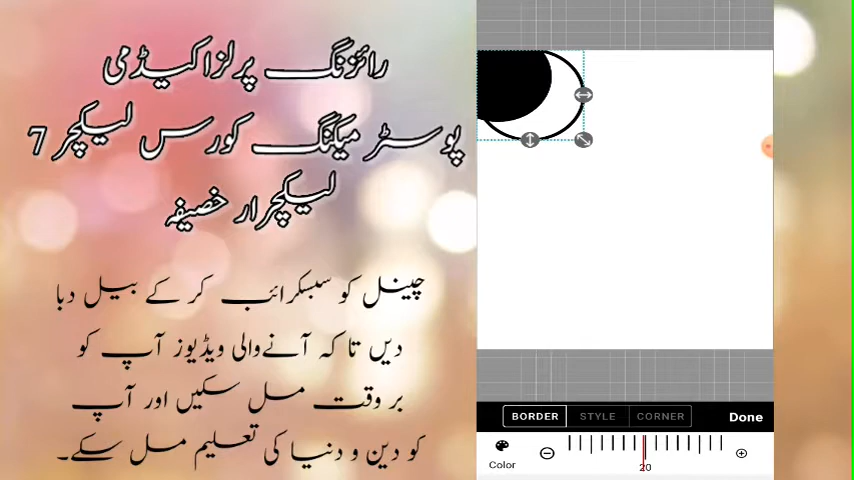 رائزنگ پرلز اکیڈمی
پوسٹر میکنگ کورس لیکچر 7
لیکچرار خصیفہ
چینل کو سبسکرائب کر کے بیل دبا
دیں تا کہ آنے والی ویڈیوز آپ کو
بر وقت مل سکیں اور آپ
کو دین و دنیا کی تعلیم مل سکے۔
BORDER STYLE CORNER Done
Color
20